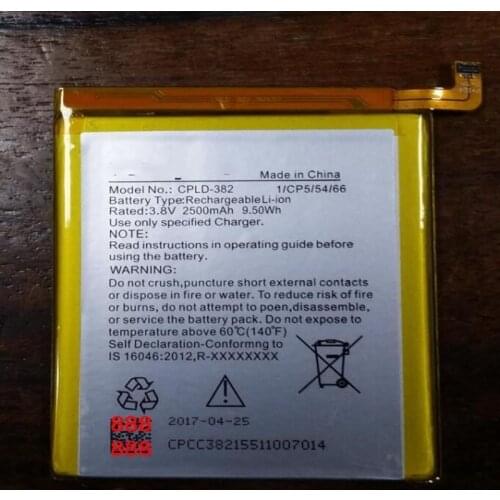 Made in China
Model No.: CPLD-382 1/CP5/54/66
Battery Type:RechargeableLi-ion
Rated:3.8V 2500mAh 9.50Wh
Use only specified Charger.
NOTE:
Read instructions in operating guide before using the battery.
WARNING:
Do not crush,puncture short external contacts
or dispose in fire or water. To reduce risk of fire
or burns, do not attempt to poen,disasseble,
or service the battery pack. Do not expose to
temperature above 60℃(140℉)
Self Declaration-Conformng to
IS 16046:2012,R-XXXXXXXX
2017-04-25
CPCC38215511007014